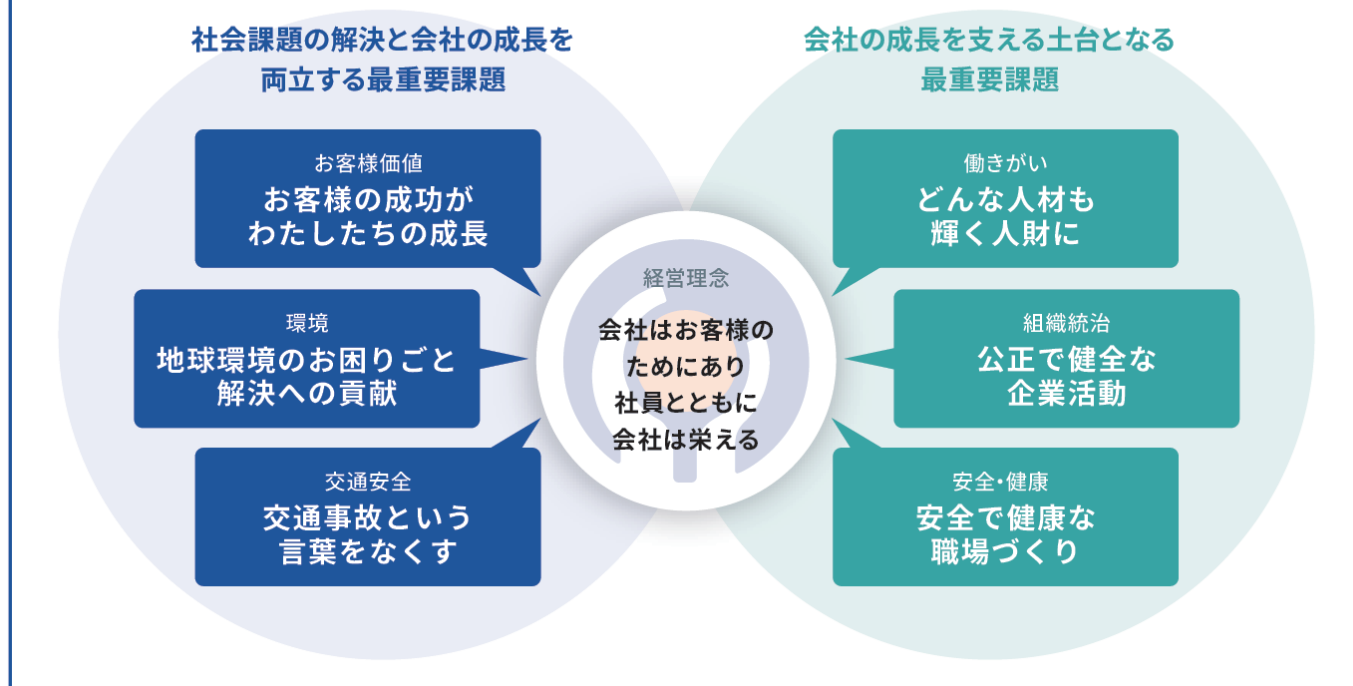 社会課題の解決と会社の成長を
両立する最重要課題
お客様価値
お客様の成功が
わたしたちの成長
環境
地球環境のお困りごと
解決への貢献
交通安全
交通事故という
言葉をなくす
経営理念
会社はお客様の
ためにあり
社員とともに
会社は栄える
会社の成長を支える土台となる
最重要課題
働きがい
どんな人材も
輝く人財に
組織統治
公正で健全な
企業活動
安全・健康
安全で健康な
職場づくり